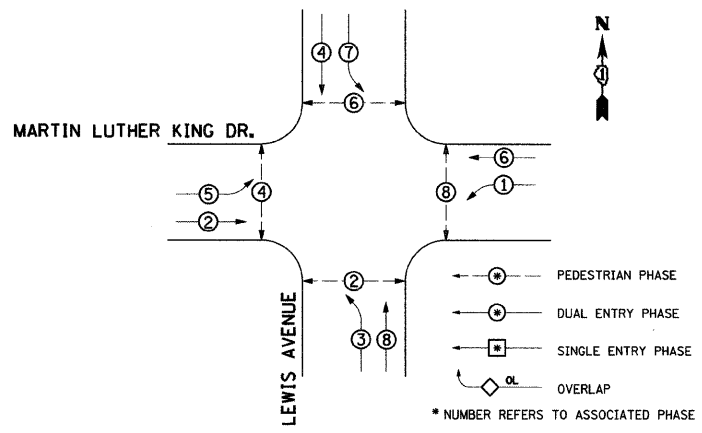 N
4 7
1
6
MARTIN LUTHER KING DR.
6
5 4 8 1
2
2
LEWIS AVENUE
3 8
* PEDESTRIAN PHASE
* DUAL ENTRY PHASE
* SINGLE ENTRY PHASE
OL OVERLAP
* NUMBER REFERS TO ASSOCIATED PHASE